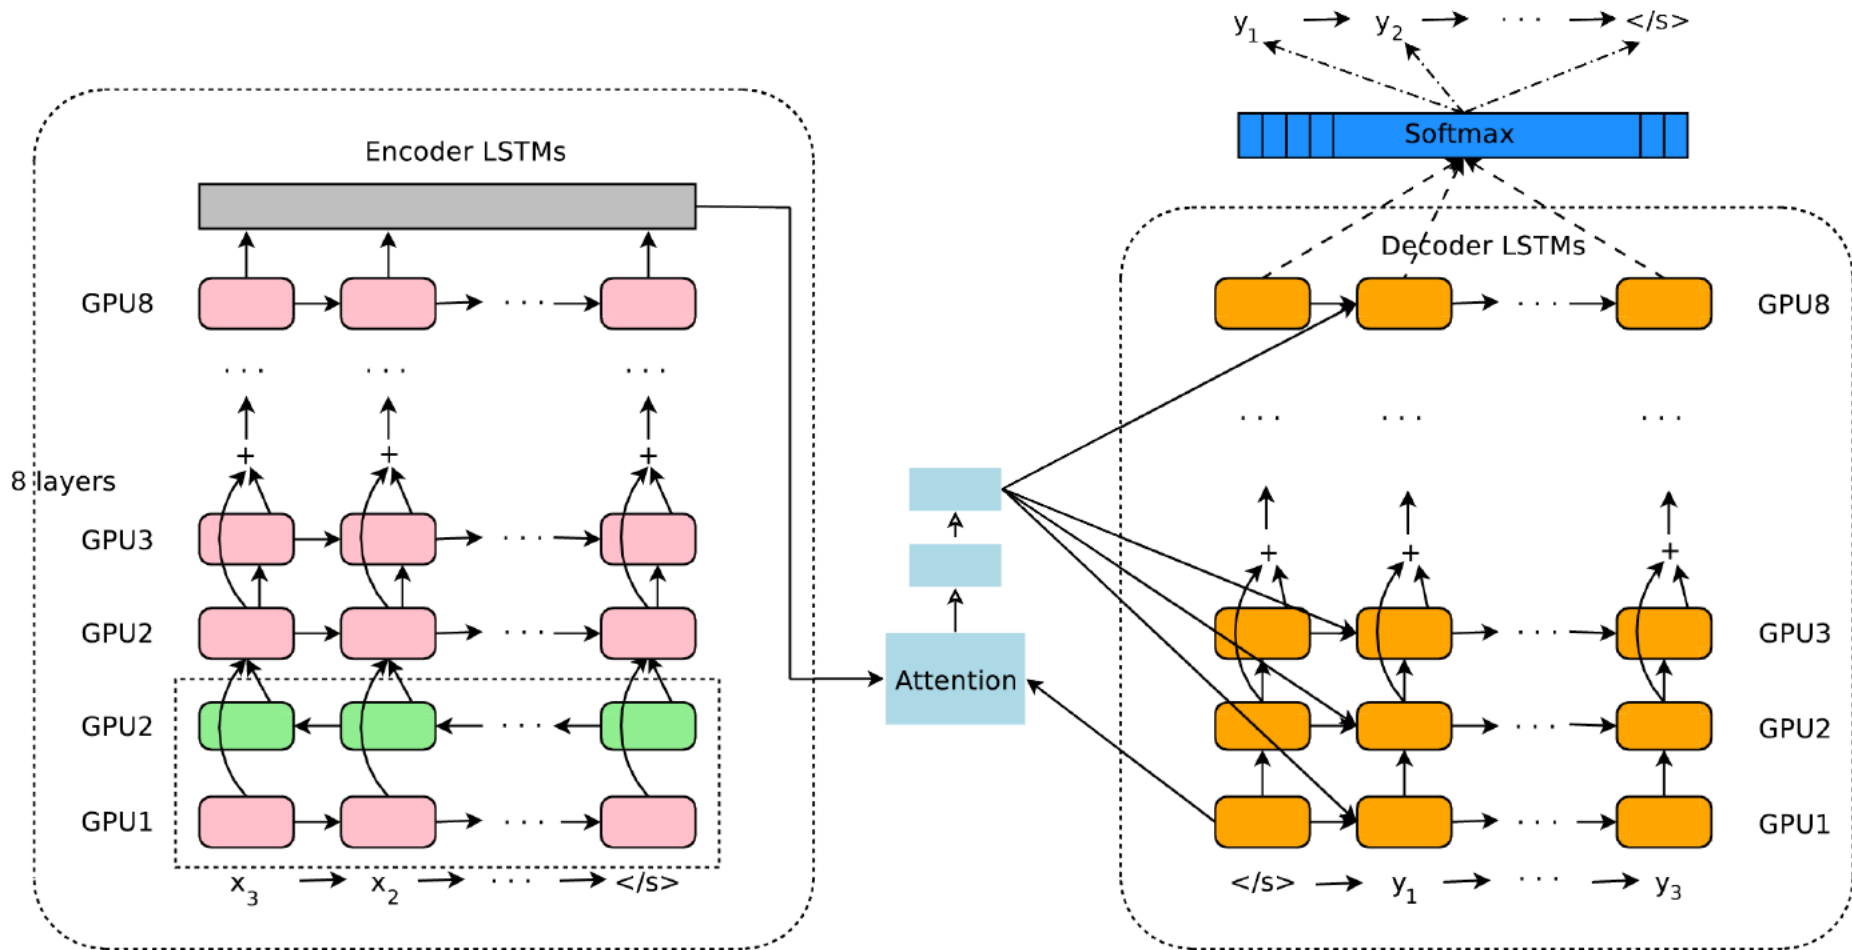 y1 → y2 → ··· → </s>
Softmax
Encoder LSTMs
Decoder LSTMs
GPU8 ···
··· GPU8
··· ··· ···
··· ··· ···
+ + +
8 layers
GPU3 ···
+ + +
GPU2 ···
··· GPU3
Attention
GPU2 ···
··· GPU2
GPU1 ···
··· GPU1
x3 → x2 → ··· → </s>
</s> → y1 → ··· → y3